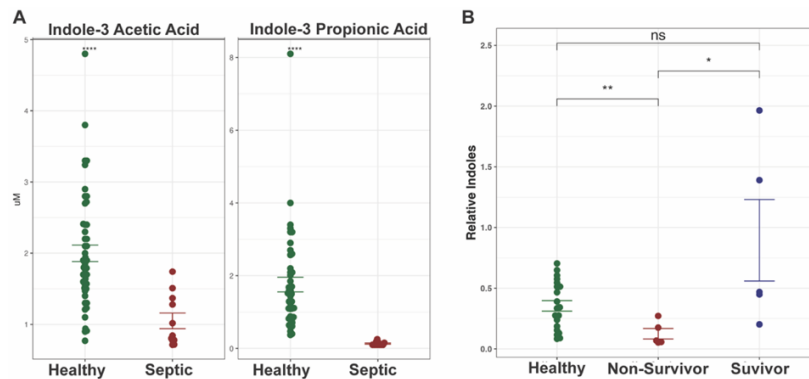 A
Indole-3 Acetic Acid
Indole-3 Propionic Acid
****
****
5
4
3
2
1
uM
8
6
4
2
0
Healthy
Septic
Healthy
Septic
B
ns
*
**
2.5
2.0
1.5
1.0
0.5
0.0
Relative Indoles
Healthy
Non-Survivor
Suvivor